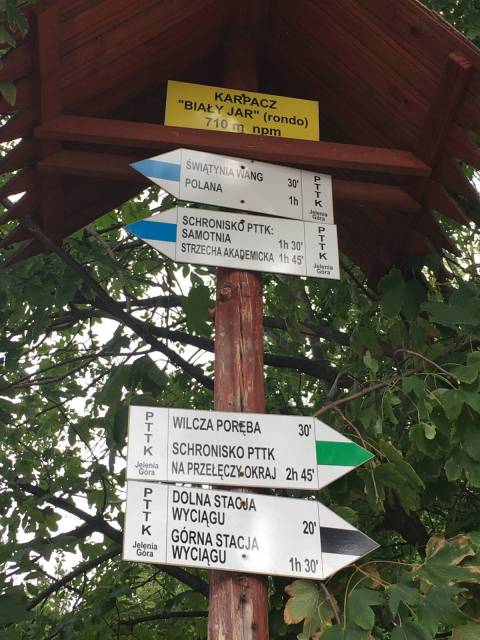 KARPACZ
"BIAŁY JAR" (rondo)
710 m npm
ŚWIĄTYNIA WANG 30'
POLANA 1h
PTTK
Jelenia
Góra
SCHRONISKO PTTK:
SAMOTNIA 1h 30'
STRZECHA AKADEMICKA 1h 45'
PTTK
Jelenia
Góra
PTTK
Jelenia
Góra
WILCZA PORĘBA 30'
SCHRONISKO PTTK
NA PRZEŁĘCZY OKRAJ 2h 45'
PTTK
Jelenia
Góra
DOLNA STACJA
WYCIĄGU 20'
GÓRNA STACJA
WYCIĄGU 1h 30'